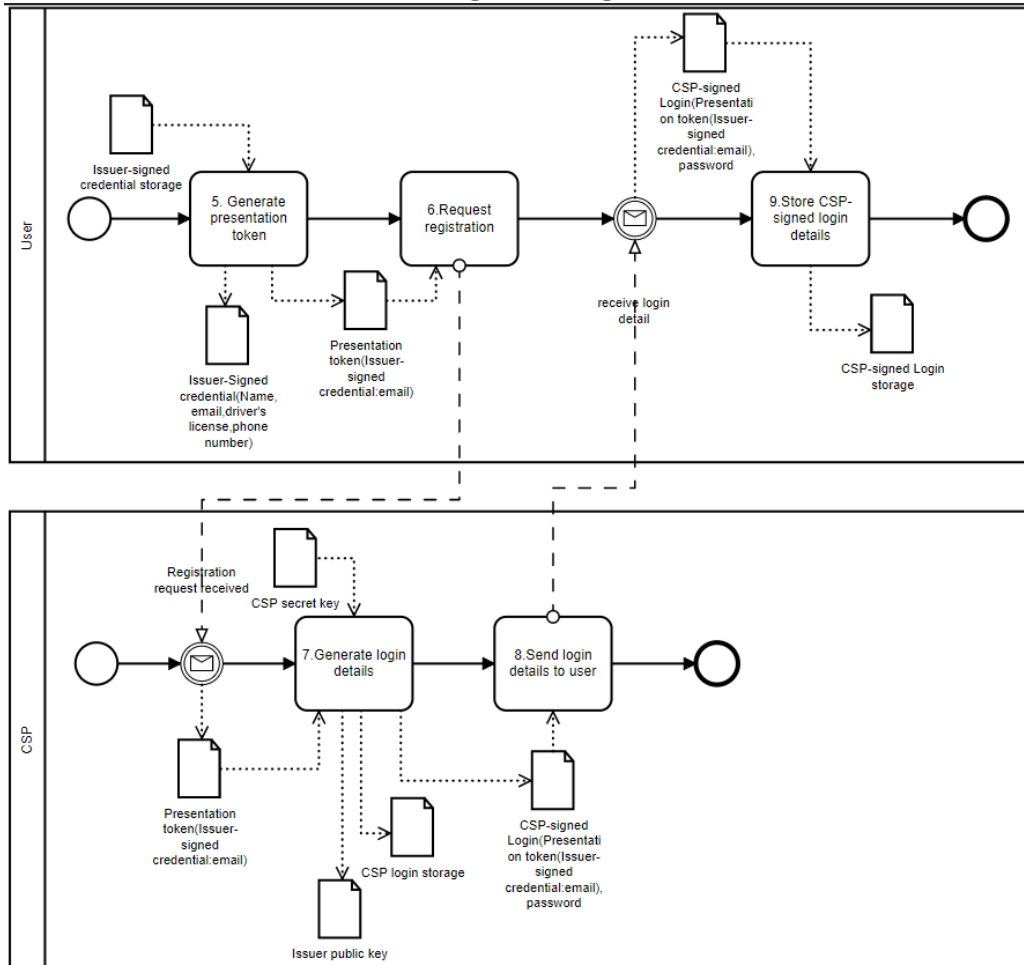 User
CSP-signed
Login(Presentati
on token(Issuer-
signed
credential:email),
password
Issuer-signed
credential storage
5. Generate
presentation
token
6.Request
registration
9.Store CSP-
signed login
details
receive login
detail
Presentation
token(Issuer-
signed
credential:email)
Issuer-Signed
credential(Name,
email,driver's
license,phone
number)
CSP-signed Login
storage
CSP
Registration
request received
CSP secret key
7.Generate login
details
8.Send login
details to user
Presentation
token(Issuer-
signed
credential:email)
CSP login storage
CSP-signed
Login(Presentati
on token(Issuer-
signed
credential:email),
password
Issuer public key